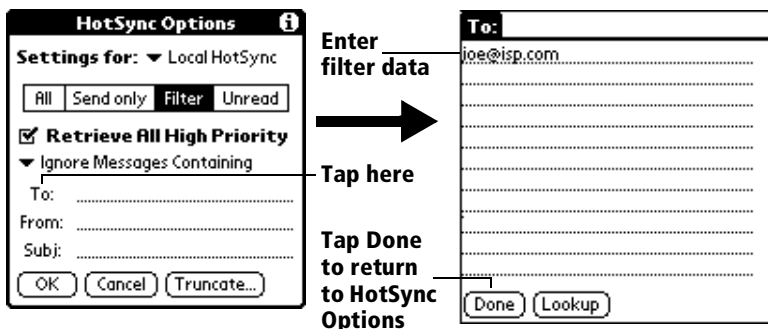 HotSync Options
Settings for: Local HotSync
All Send only Filter Unread
Retrieve All High Priority
Ignore Messages Containing
To:
From:
Subj:
OK Cancel Truncate...
Enter
filter data
Tap here
Tap Done
to return
to HotSync
Options
To:
joe@isp.com
Done Lookup